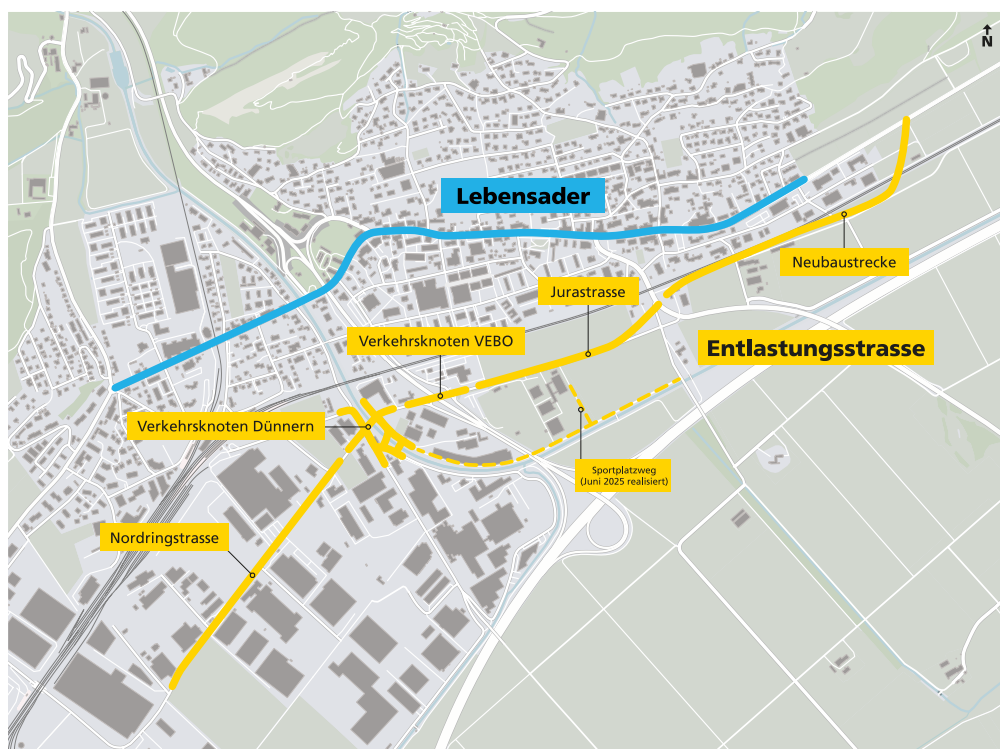 N
Lebensader
Neubaustrecke
Jurastrasse
Verkehrsknoten VEBO
Entlastungsstrasse
Verkehrsknoten Dünnern
Sportplatzweg
(Juni 2025 realisiert)
Nordringstrasse